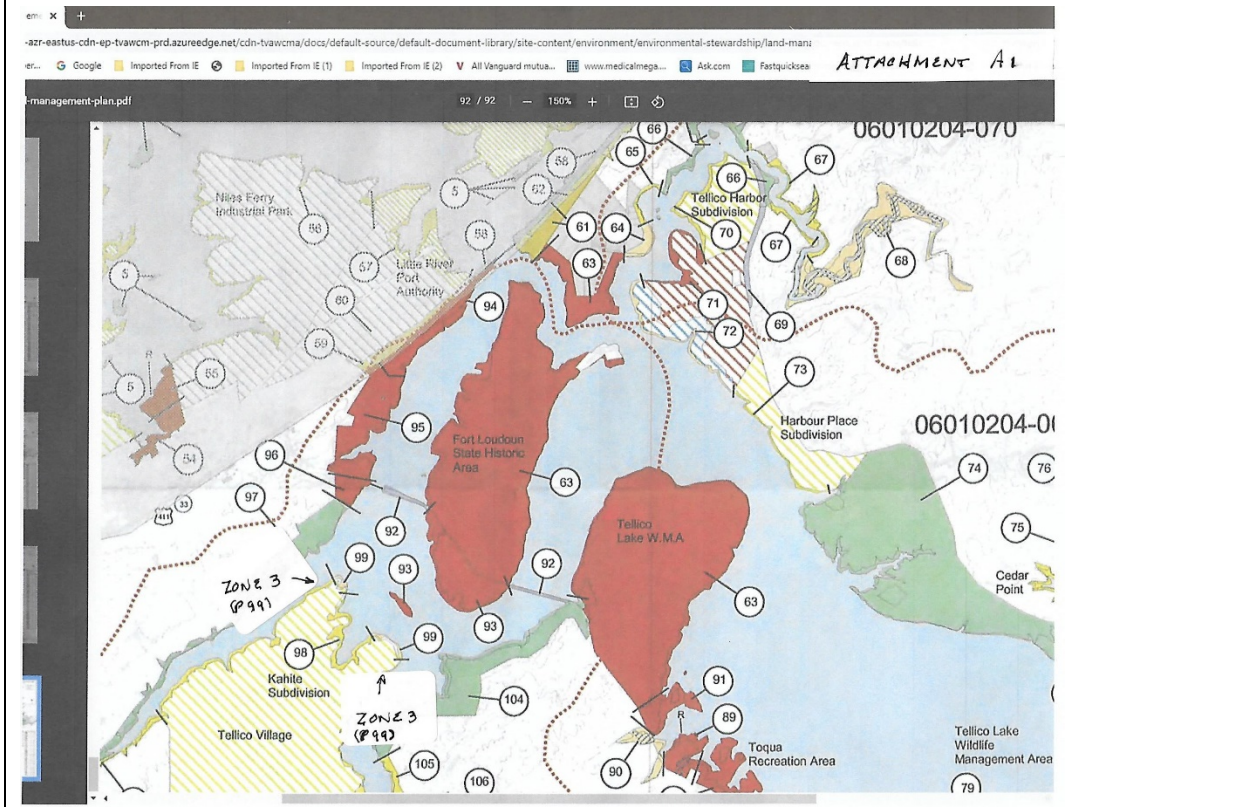 eme x +
-azr-eastus-cdn-ep-tvawcm-prd.azureedge.net/cdn-tvawcma/docs/default-source/default-document-library/site-content/environment/environmental-stewardship/land-mana
er... Google Imported From IE Imported From IE (1) Imported From IE (2) All Vanguard mutua... www.medicalmega.... Ask.com Fastquicksea
ATTACHMENT A1
l-management-plan.pdf 92 / 92 — 150% +
06010204-070
66
65
58
67
5
62
66
Niles Ferry
Industrial Park
Tellico Harbor
Subdivision
56
61
64
70
58
67
57
63
68
5
Little River
Port
Authority
60
94
71
69
72
59
R
55
73
5
Harbour Place
Subdivision
06010204-0
95
Fort Loudoun
State Historic
Area
54
96
74
76
63
97
33
411
Tellico
Lake W.M.A
75
92
99
93
92
Cedar
Point
ZONE 3
(P 99)
63
93
99
98
Kahite
Subdivision
91
104
R
89
ZONE 3
(P 99)
Tellico Village
Toqua
Recreation Area
Tellico Lake
Wildlife
Management Area
105
90
106
79